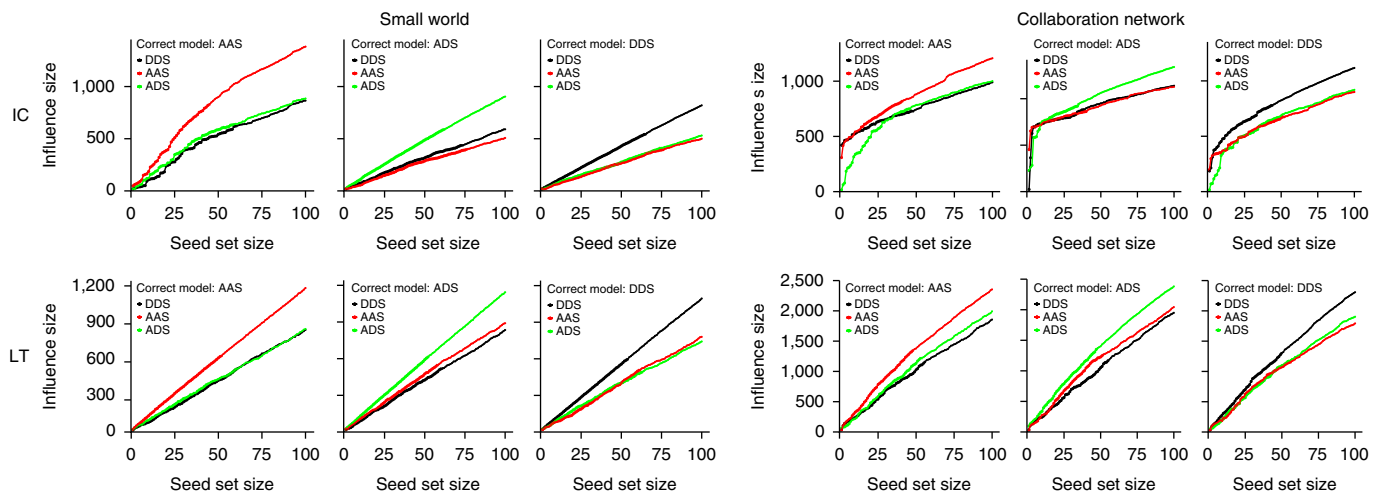 Small world
Collaboration network
IC
Influence size
1,000
500
0
Correct model: AAS
DDS
AAS
ADS
0 25 50 75 100
Seed set size
Correct model: ADS
DDS
AAS
ADS
0 25 50 75 100
Seed set size
Correct model: DDS
DDS
AAS
ADS
0 25 50 75 100
Seed set size
Influence s ize
1,000
500
0
Correct model: AAS
DDS
AAS
ADS
0 25 50 75 100
Seed set size
Correct model: ADS
DDS
AAS
ADS
0 25 50 75 100
Seed set size
Correct model: DDS
DDS
AAS
ADS
0 25 50 75 100
Seed set size
LT
Influence size
1,200
900
600
300
0
Correct model: AAS
DDS
AAS
ADS
0 25 50 75 100
Seed set size
Correct model: ADS
DDS
AAS
ADS
0 25 50 75 100
Seed set size
Correct model: DDS
DDS
AAS
ADS
0 25 50 75 100
Seed set size
Influence size
2,500
2,000
1,500
1,000
500
0
Correct model: AAS
DDS
AAS
ADS
0 25 50 75 100
Seed set size
Correct model: ADS
DDS
AAS
ADS
0 25 50 75 100
Seed set size
Correct model: DDS
DDS
AAS
ADS
0 25 50 75 100
Seed set size